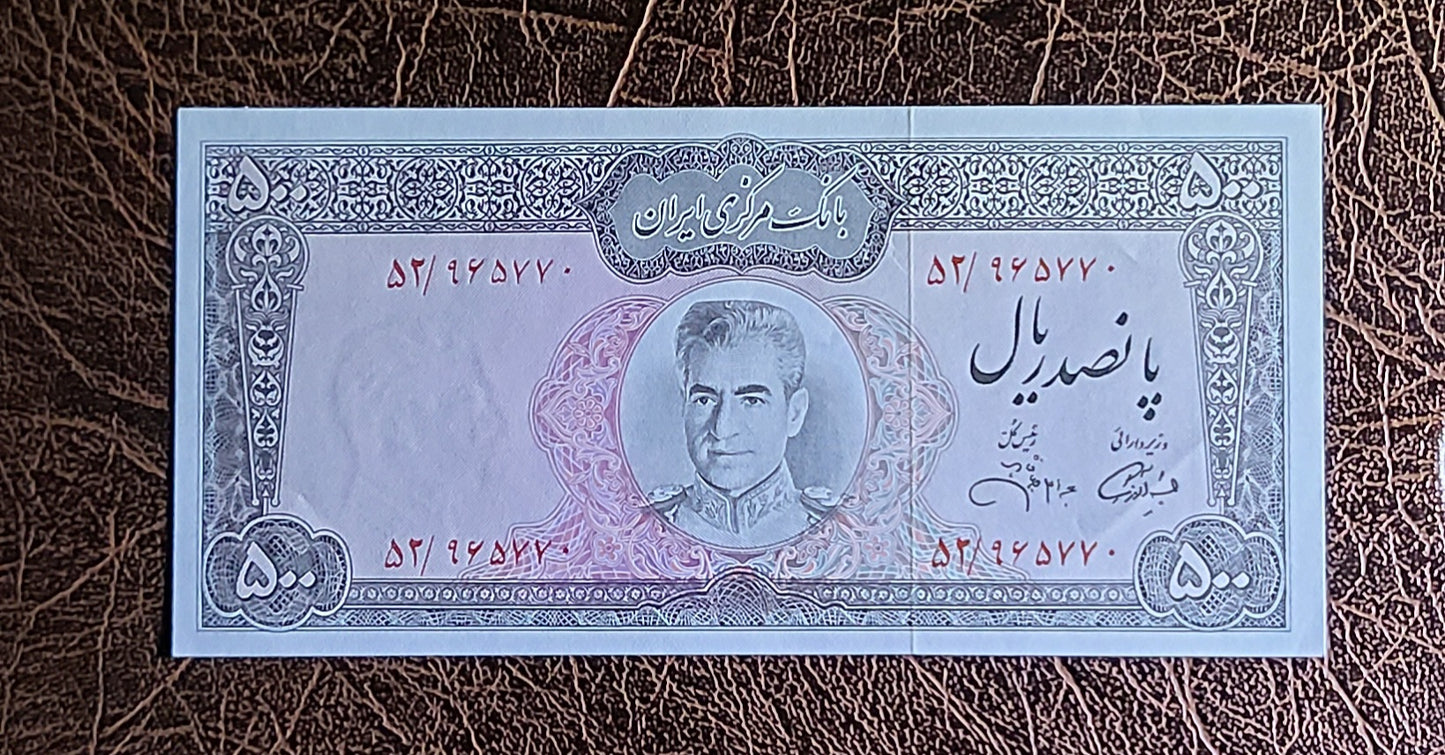 ۵۰۰
بانک مرکزی ایران
۵۰۰
۵۲/۹۶۵۷۷۰
۵۲/۹۶۵۷۷۰
پانصد ریال
وزیر دارائی
رئیس کل
۵۲/۹۶۵۷۷۰
۵۲/۹۶۵۷۷۰
۵۰۰
۵۰۰